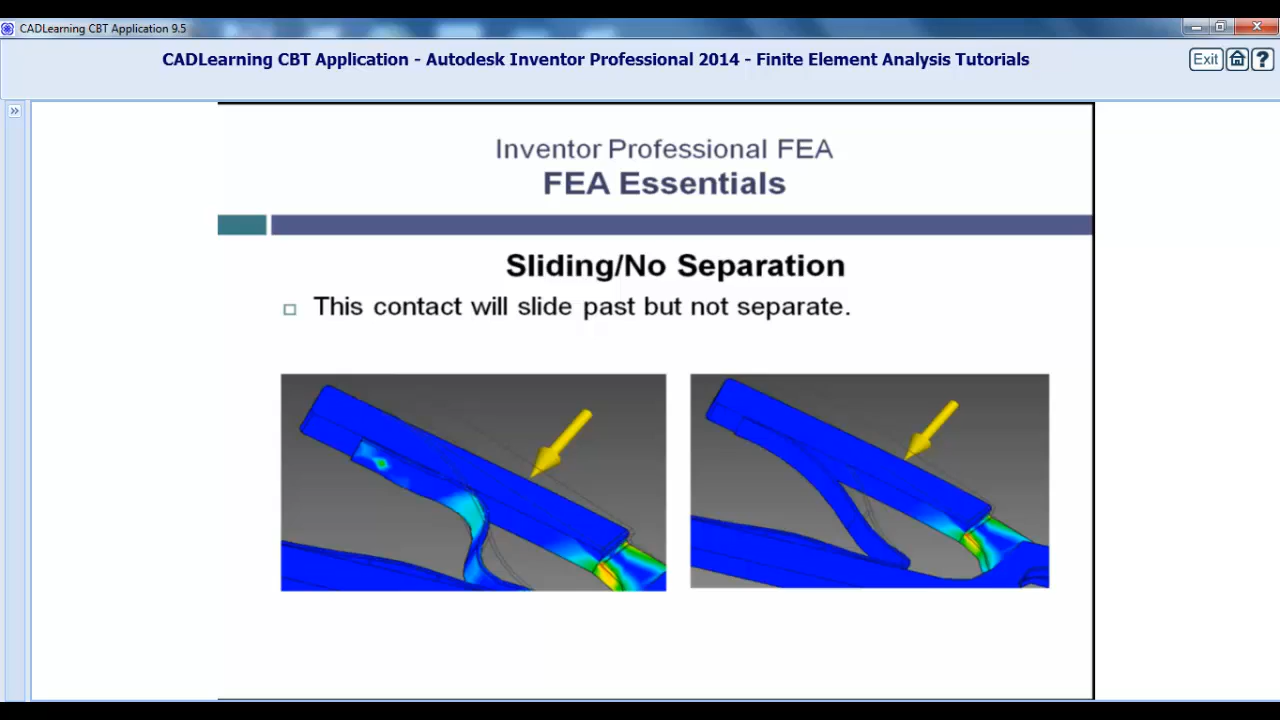 CADLearning CBT Application 9.5
CADLearning CBT Application - Autodesk Inventor Professional 2014 - Finite Element Analysis Tutorials
Exit
?
»
Inventor Professional FEA
FEA Essentials
Sliding/No Separation
This contact will slide past but not separate.